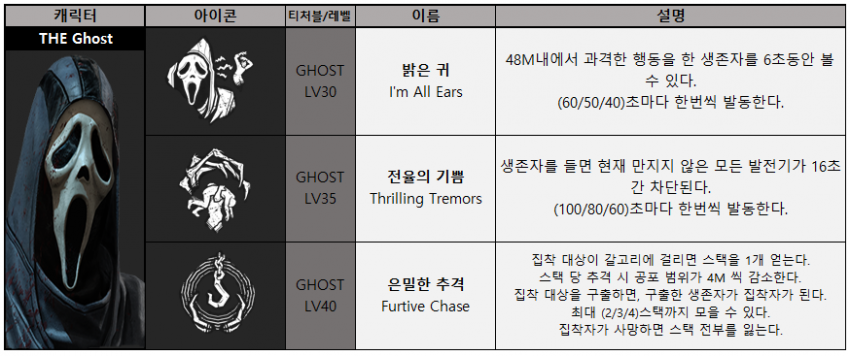 캐릭터 아이콘 티처블/레벨 이름 설명
THE Ghost
GHOST
LV30
밝은 귀
I'm All Ears
48M내에서 과격한 행동을 한 생존자를 6초동안 볼
수 있다.
(60/50/40)초마다 한번씩 발동한다.
GHOST
LV35
전율의 기쁨
Thrilling Tremors
생존자를 들면 현재 만지지 않은 모든 발전기가 16초
간 차단된다.
(100/80/60)초마다 한번씩 발동한다.
GHOST
LV40
은밀한 추격
Furtive Chase
집착 대상이 갈고리에 걸리면 스택을 1개 얻는다.
스택 당 추격 시 공포 범위가 4M 씩 감소한다.
집착 대상을 구출하면, 구출한 생존자가 집착자가 된다.
최대 (2/3/4)스택까지 모을 수 있다.
집착자가 사망하면 스택 전부를 잃는다.